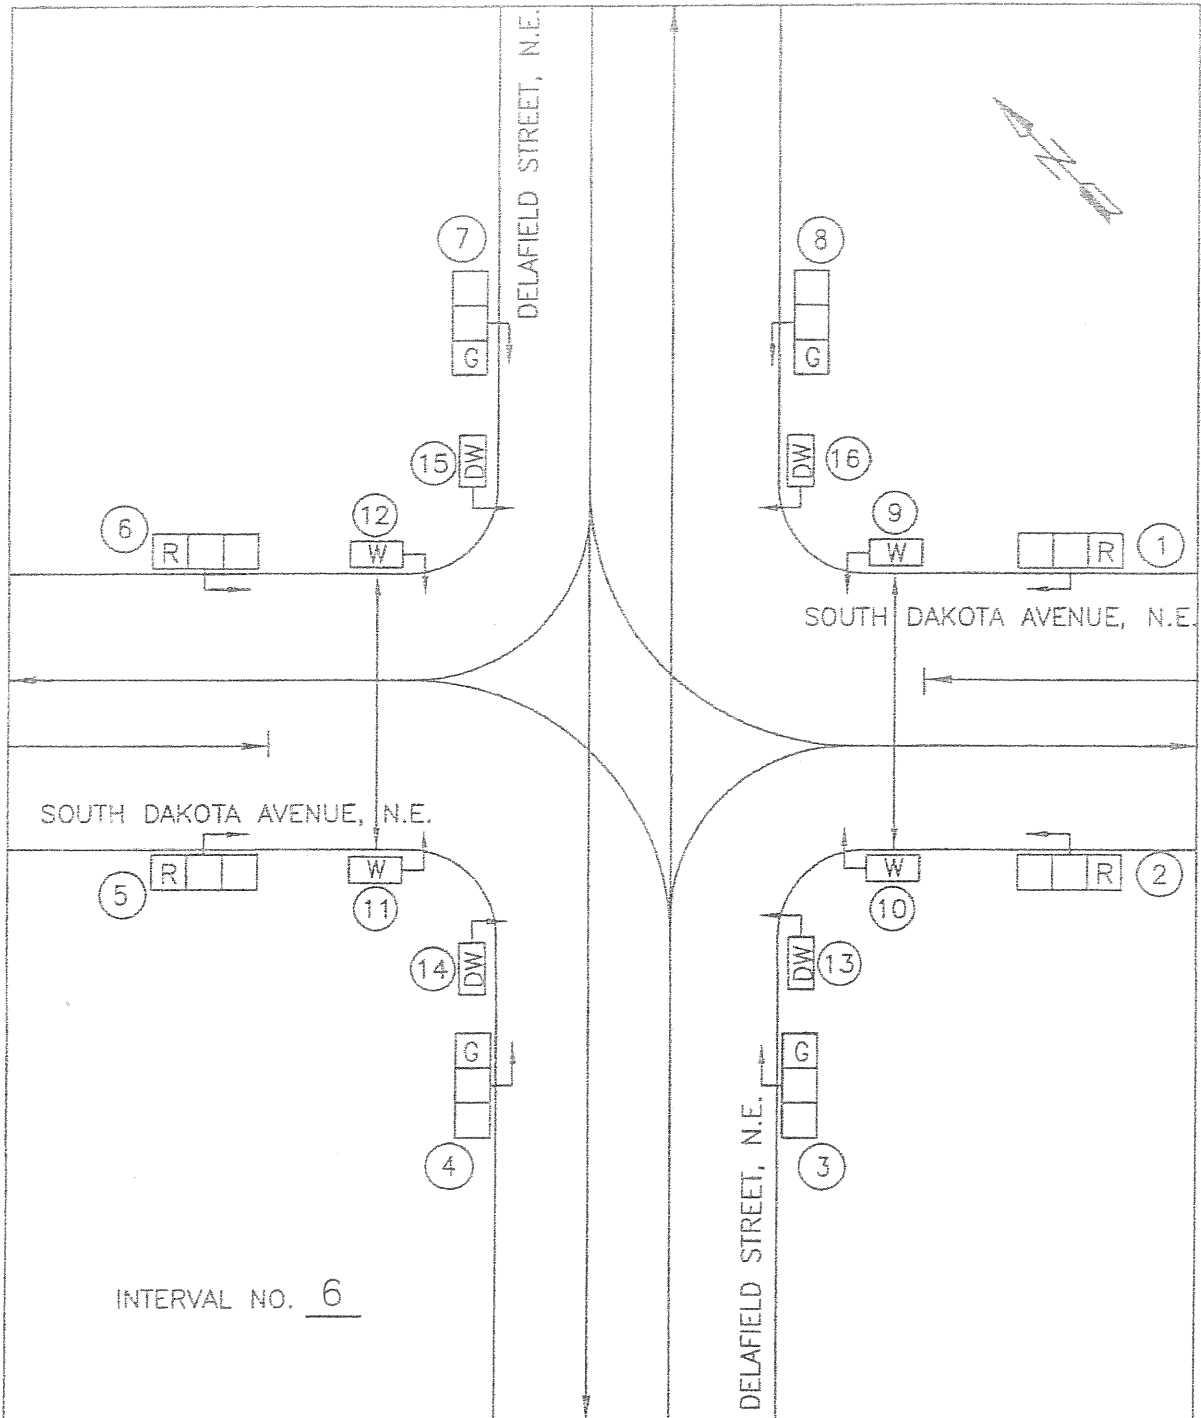 DELAFIELD STREET, N.E.
N
7
8
G
G
15
DW
DW
16
12
9
6
R
W
W
R
1
SOUTH DAKOTA AVENUE, N.E.
SOUTH DAKOTA AVENUE, N.E.
5
R
W
W
R
2
11
10
14
DW
DW
13
G
G
4
3
DELAFIELD STREET, N.E.
INTERVAL NO. 6